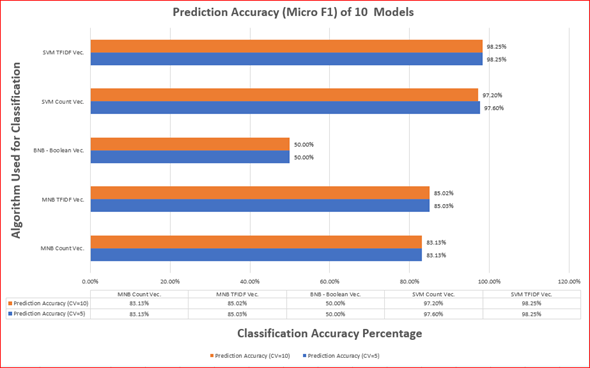 Prediction Accuracy (Micro F1) of 10 Models
Algorithm Used for Classification
SVM TFIDF Vec.
98.25%
98.25%
SVM Count Vec.
97.20%
97.60%
BNB - Boolean Vec.
50.00%
50.00%
MNB TFIDF Vec.
85.02%
85.03%
MNB Count Vec.
83.13%
83.13%
0.00% 20.00% 40.00% 60.00% 80.00% 100.00% 120.00%
MNB Count Vec. MNB TFIDF Vec. BNB - Boolean Vec. SVM Count Vec. SVM TFIDF Vec.
Prediction Accuracy (CV=10) 83.13% 85.02% 50.00% 97.20% 98.25%
Prediction Accuracy (CV=5) 83.13% 85.03% 50.00% 97.60% 98.25%
Classification Accuracy Percentage
Prediction Accuracy (CV=10) Prediction Accuracy (CV=5)